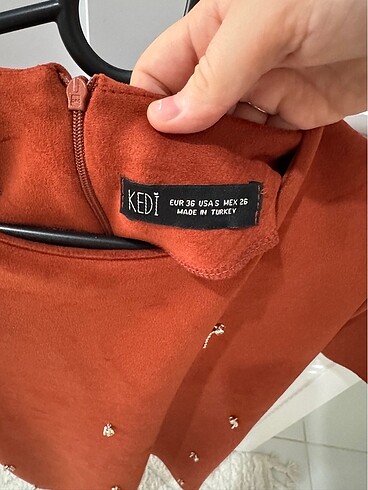 KEDİ
EUR 36 USA S MEX 26
MADE IN TURKEY